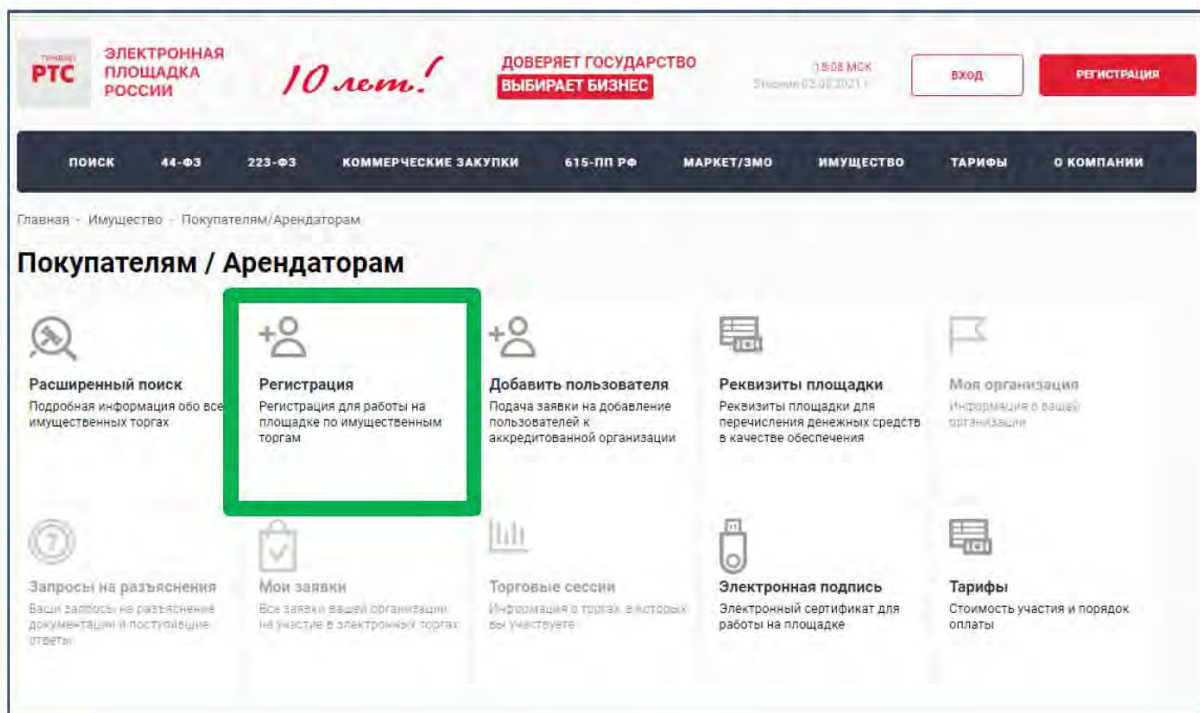 тендер
РТС
ЭЛЕКТРОННАЯ
ПЛОЩАДКА
РОССИИ
10 лет!
ДОВЕРЯЕТ ГОСУДАРСТВО
ВЫБИРАЕТ БИЗНЕС
МСК
ВХОД
РЕГИСТРАЦИЯ
ПОИСК 44-ФЗ 223-ФЗ КОММЕРЧЕСКИЕ ЗАКУПКИ 615-ПП РФ МАРКЕТ/ЗМО ИМУЩЕСТВО ТАРИФЫ О КОМПАНИИ
Главная - Имущество - Покупателям/Арендаторам
Покупателям / Арендаторам
Расширенный поиск
Подробная информация обо все
имущественных торгах
Регистрация
Регистрация для работы на
площадке по имущественным
торгам
Добавить пользователя
Подача заявки на добавление
пользователей к
аккредитованной организации
Реквизиты площадки
Реквизиты площадки для
перечисления денежных средств
в качестве обеспечения
Моя организация
Информация о вашей
организации
Запросы на разъяснения
Ваши запросы на разъяснение
документации и поступившие
ответы
Мои заявки
Все заявки вашей организации
на участие в электронных торгах
Торговые сессии
Информация о торгах, в которых
вы участвуете
Электронная подпись
Электронный сертификат для
работы на площадке
Тарифы
Стоимость участия и порядок
оплаты